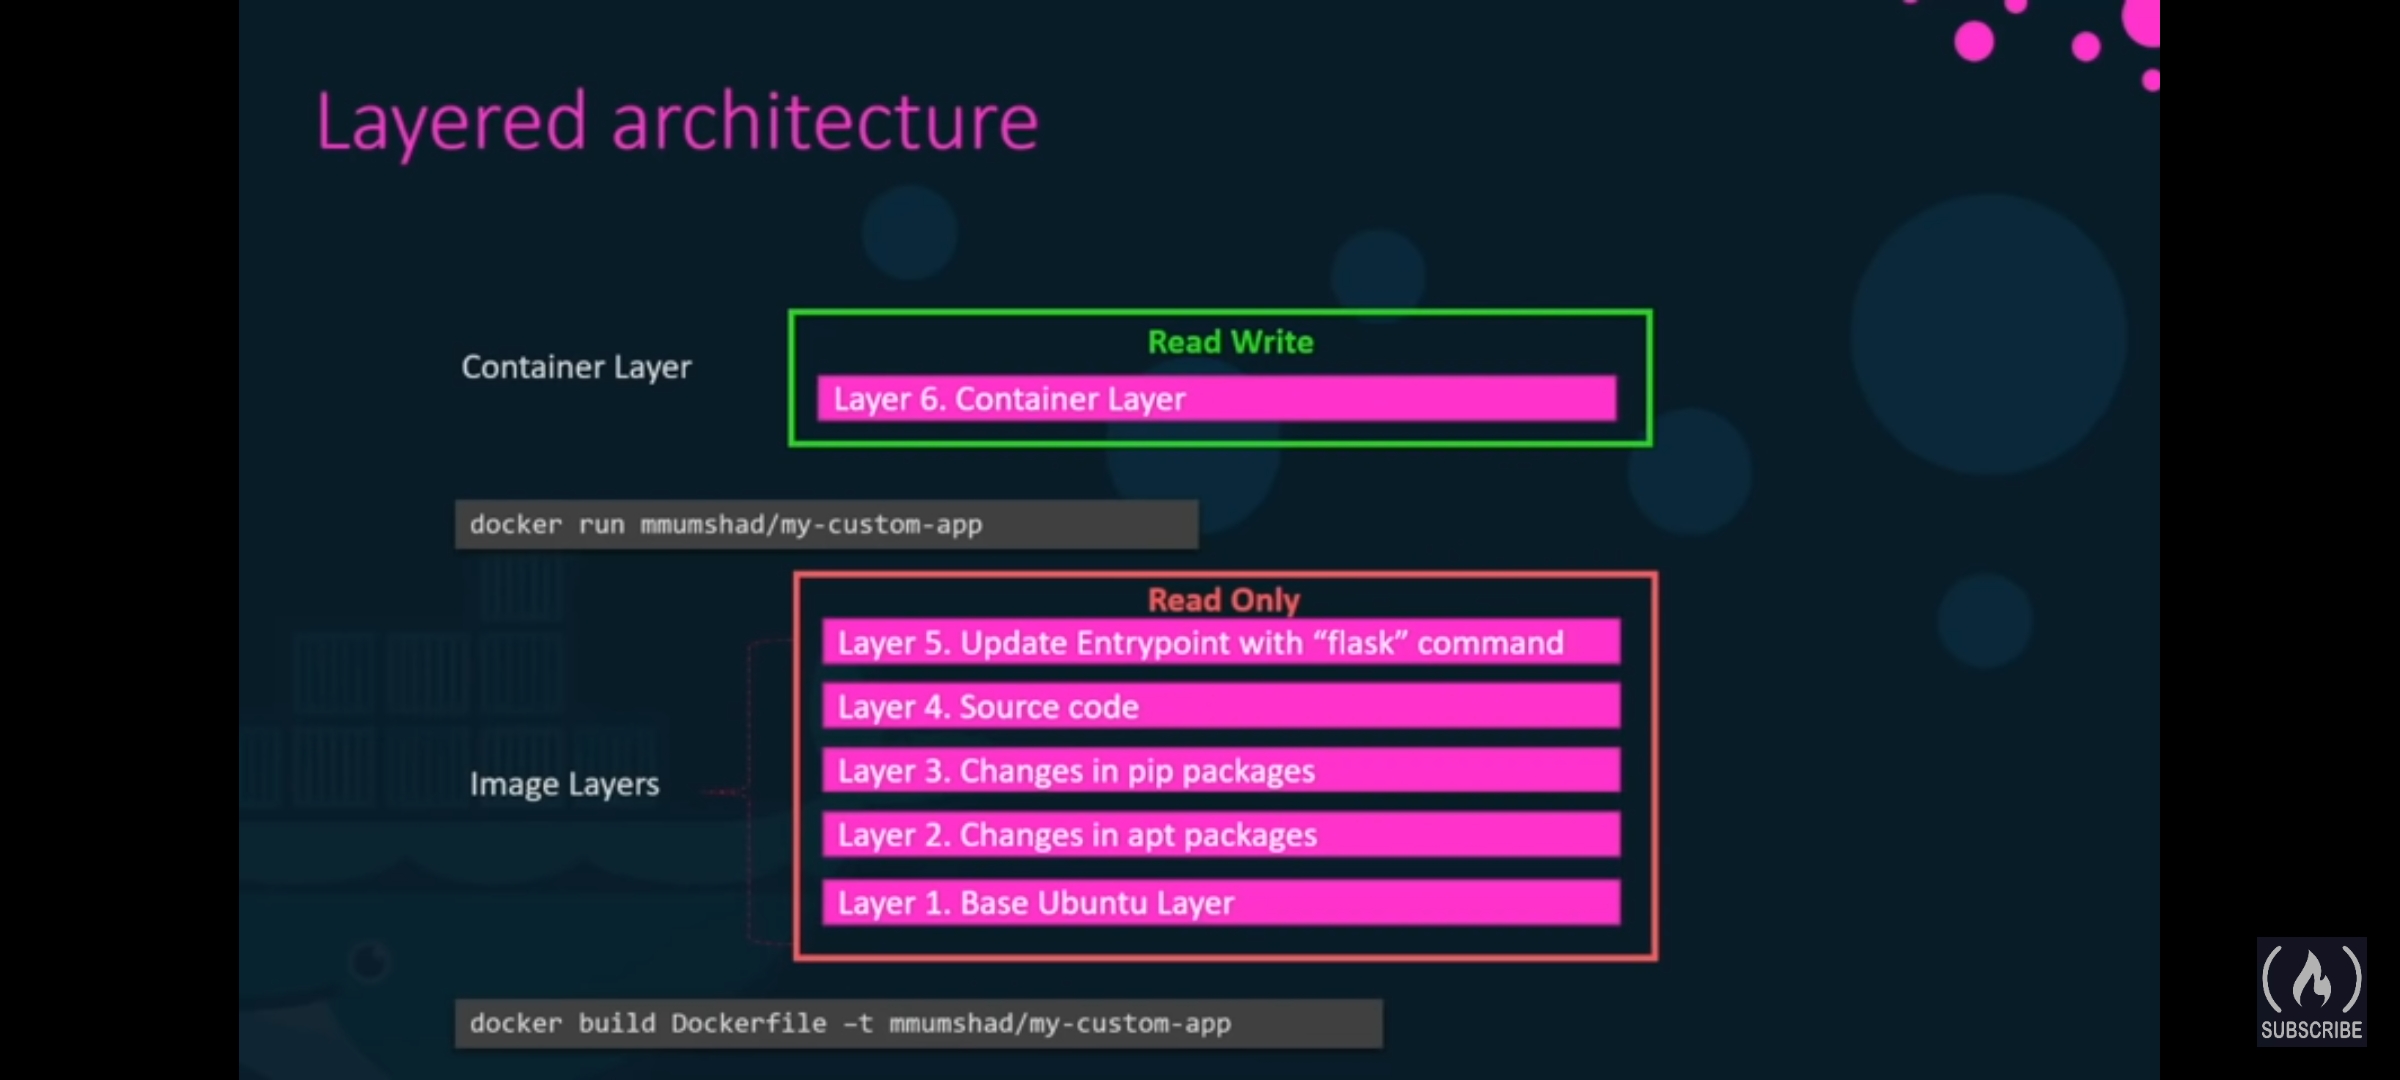 Layered architecture
Read Write
Container Layer
Layer 6. Container Layer
docker run mmumshad/my-custom-app
Read Only
Layer 5. Update Entrypoint with “flask” command
Layer 4. Source code
Layer 3. Changes in pip packages
Image Layers
Layer 2. Changes in apt packages
Layer 1. Base Ubuntu Layer
docker build Dockerfile –t mmumshad/my-custom-app
SUBSCRIBE